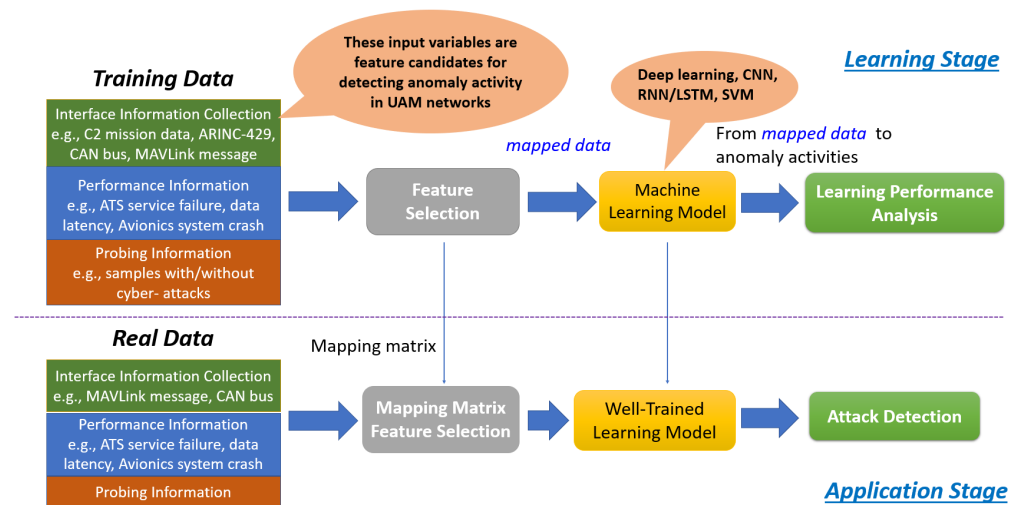 Learning Stage
Training Data
These input variables are
feature candidates for
detecting anomaly activity
in UAM networks
Deep learning, CNN,
RNN/LSTM, SVM
Interface Information Collection
e.g., C2 mission data, ARINC-429,
CAN bus, MAVLink message
Performance Information
e.g., ATS service failure, data
latency, Avionics system crash
Probing Information
e.g., samples with/without
cyber- attacks
Feature
Selection
mapped data
Machine
Learning Model
From mapped data to
anomaly activities
Learning Performance
Analysis
Real Data
Mapping matrix
Interface Information Collection
e.g., MAVLink message, CAN bus
Performance Information
e.g., ATS service failure, data
latency, Avionics system crash
Probing Information
Mapping Matrix
Feature Selection
Well-Trained
Learning Model
Attack Detection
Application Stage